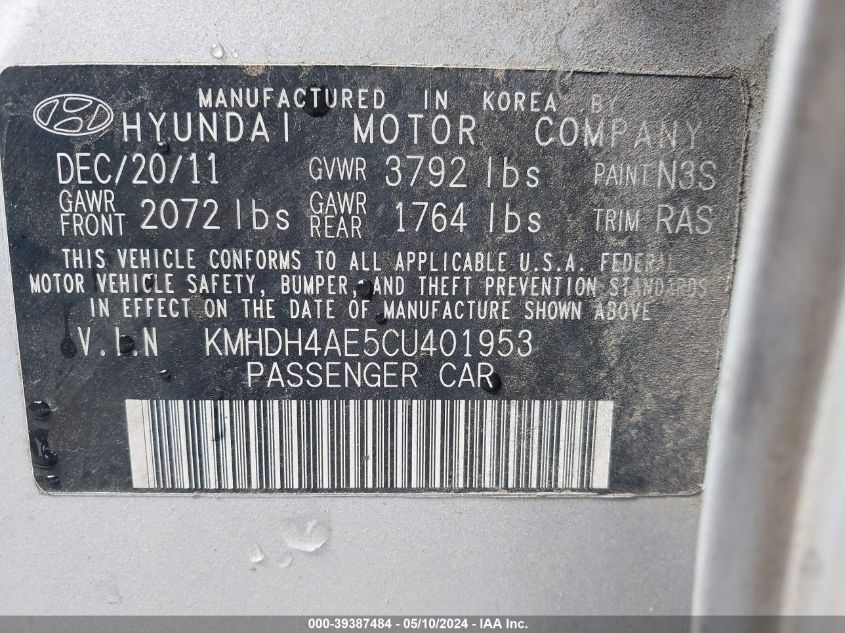 MANUFACTURED IN KOREA BY
HYUNDAI MOTOR COMPANY
DEC/20/11 GVWR 3792 lbs PAINT N3S
GAWR FRONT 2072 lbs GAWR REAR 1764 lbs TRIM RAS
THIS VEHICLE CONFORMS TO ALL APPLICABLE U.S.A. FEDERAL
MOTOR VEHICLE SAFETY, BUMPER, AND THEFT PREVENTION STANDARDS
IN EFFECT ON THE DATE OF MANUFACTURE SHOWN ABOVE
V.I.N KMHDH4AE5CU401953
PASSENGER CAR
000-39387484 - 05/10/2024 - IAA Inc.